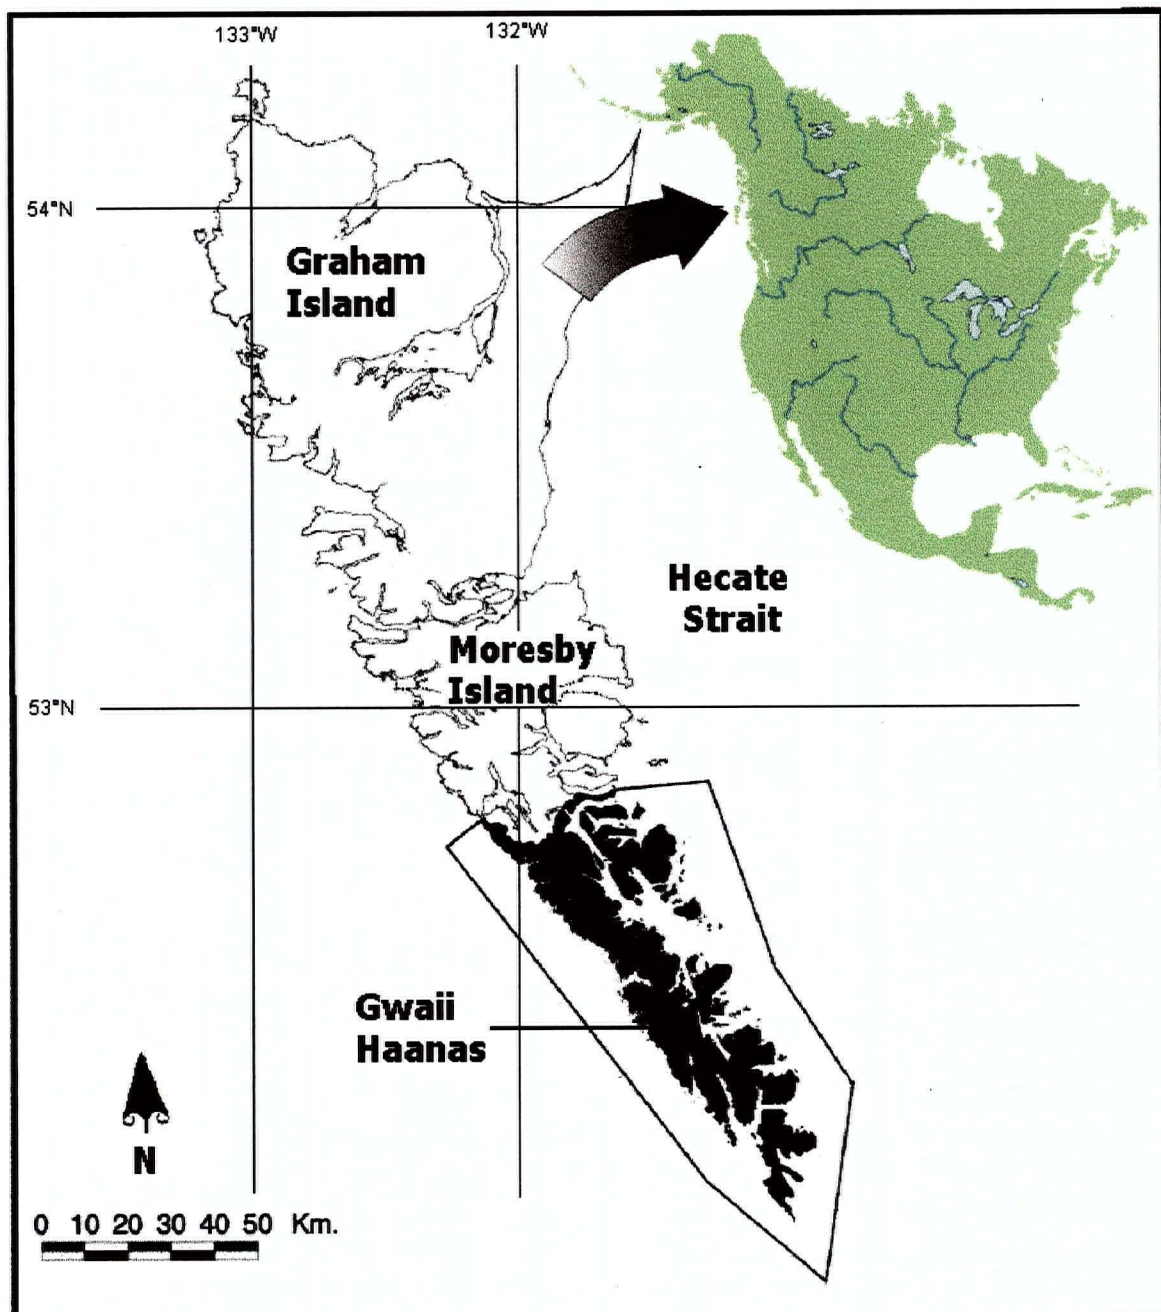 133°W
132°W
54°N
Graham
Island
Hecate
Strait
Moresby
Island
53°N
Gwaii
Haanas
N
0 10 20 30 40 50 Km.